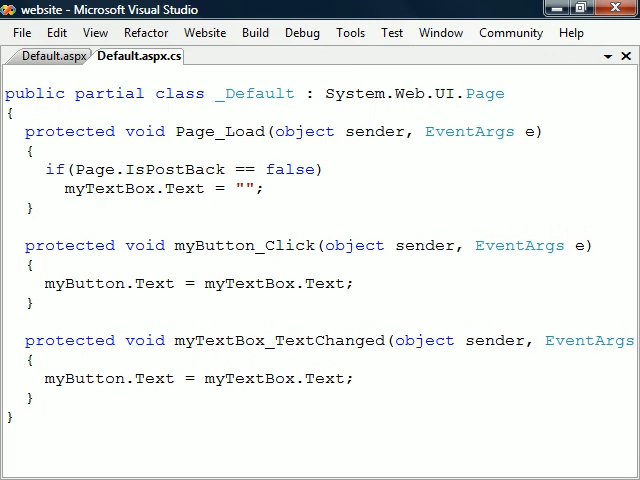 website - Microsoft Visual Studio
File Edit View Refactor Website Build Debug Tools Test Window Community Help
Default.aspx Default.aspx.cs
public partial class _Default : System.Web.UI.Page
{
protected void Page_Load(object sender, EventArgs e)
{
if(Page.IsPostBack == false)
myTextBox.Text = "";
}
protected void myButton_Click(object sender, EventArgs e)
{
myButton.Text = myTextBox.Text;
}
protected void myTextBox_TextChanged(object sender, EventArgs
{
myButton.Text = myTextBox.Text;
}
}